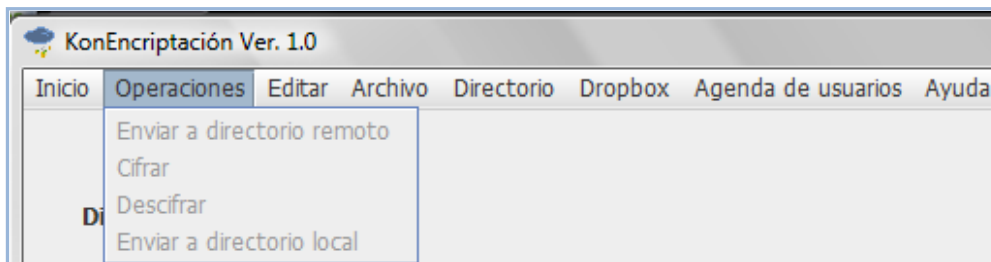 KonEncriptación Ver. 1.0
Inicio Operaciones Editar Archivo Directorio Dropbox Agenda de usuarios Ayuda
Enviar a directorio remoto
Cifrar
Di Descifrar
Enviar a directorio local